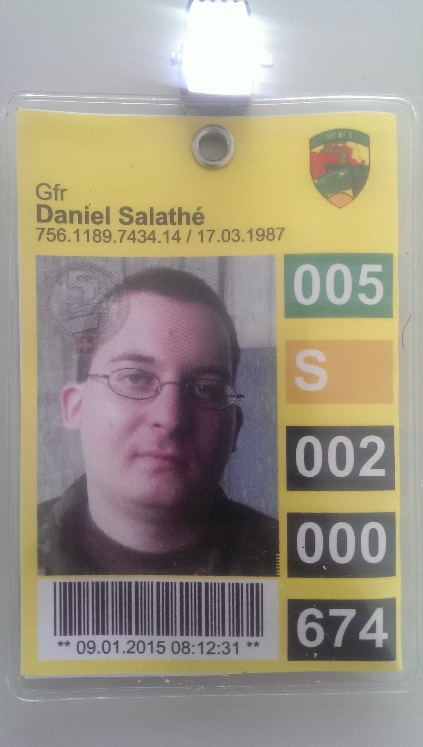 Gfr
Daniel Salathé
756.1189.7434.14 / 17.03.1987
005
S
002
000
674
** 09.01.2015 08:12:31 **